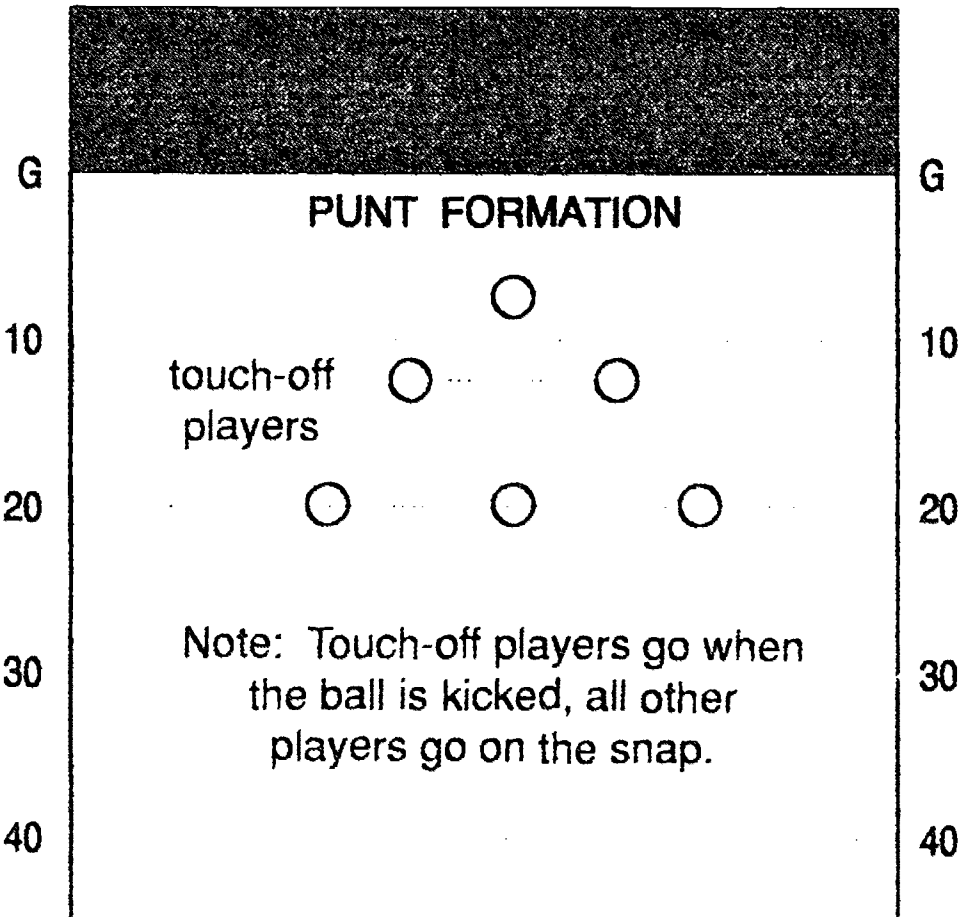 G G
PUNT FORMATION
10 10
touch-off
players
20 20
Note: Touch-off players go when
30 30
the ball is kicked, all other
players go on the snap.
40 40